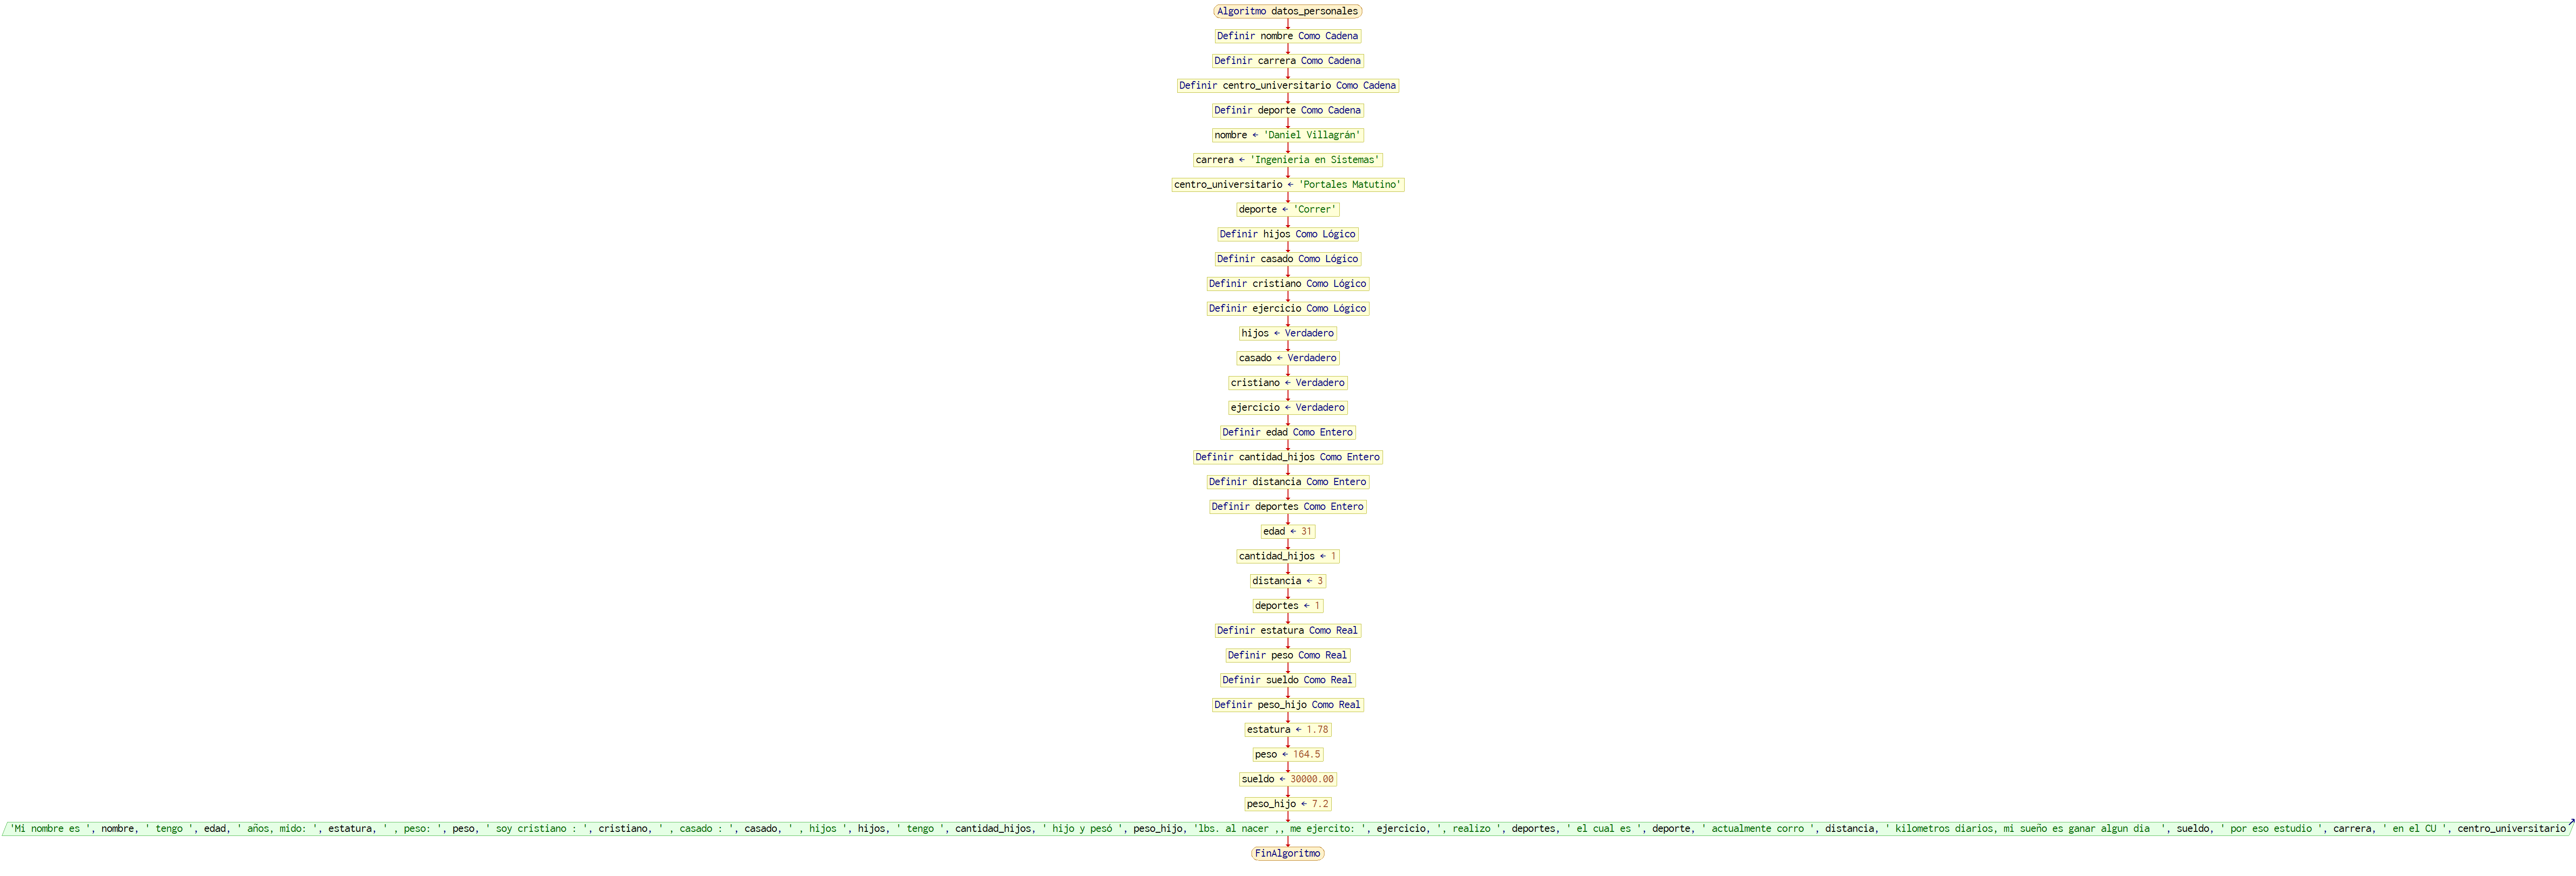 Algoritmo datos_personales
Definir nombre Como Cadena
Definir carrera Como Cadena
Definir centro_universitario Como Cadena
Definir deporte Como Cadena
nombre ← 'Daniel Villagrán'
carrera ← 'Ingenieria en Sistemas'
centro_universitario ← 'Portales Matutino'
deporte ← 'Correr'
Definir hijos Como Lógico
Definir casado Como Lógico
Definir cristiano Como Lógico
Definir ejercicio Como Lógico
hijos ← Verdadero
casado ← Verdadero
cristiano ← Verdadero
ejercicio ← Verdadero
Definir edad Como Entero
Definir cantidad_hijos Como Entero
Definir distancia Como Entero
Definir deportes Como Entero
edad ← 31
cantidad_hijos ← 1
distancia ← 3
deportes ← 1
Definir estatura Como Real
Definir peso Como Real
Definir sueldo Como Real
Definir peso_hijo Como Real
estatura ← 1.78
peso ← 164.5
sueldo ← 30000.00
peso_hijo ← 7.2
'Mi nombre es ', nombre, ' tengo ', edad, ' años, mido: ', estatura, ' , peso: ', peso, ' soy cristiano : ', cristiano, ' , casado : ', casado, ' , hijos ', hijos, ' tengo ', cantidad_hijos, ' hijo y pesó ', peso_hijo, 'lbs. al nacer ,, me ejercito: ', ejercicio, ', realizo ', deportes, ' el cual es ', deporte, ' actualmente corro ', distancia, ' kilometros diarios, mi sueño es ganar algun dia  ', sueldo, ' por eso estudio ', carrera, ' en el CU ', centro_universitario
FinAlgoritmo